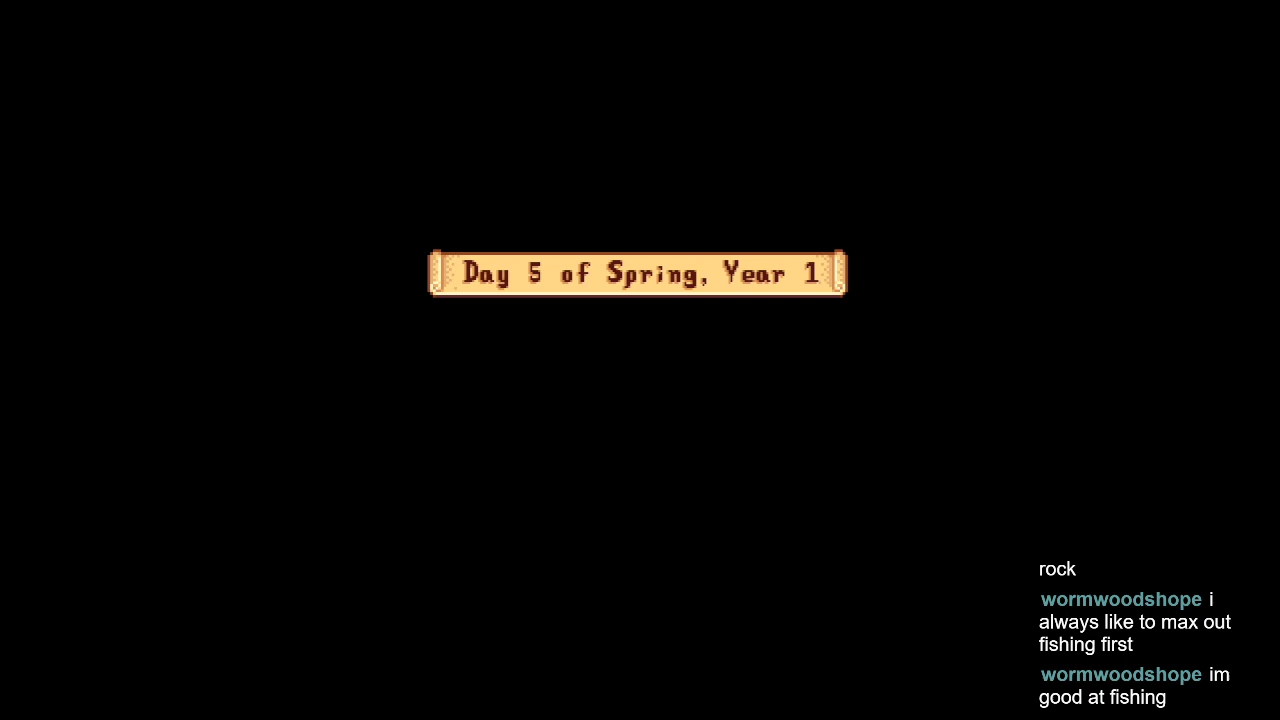 Day 5 of Spring, Year 1
rock
wormwoodshope i
always like to max out
fishing first
wormwoodshope im
good at fishing